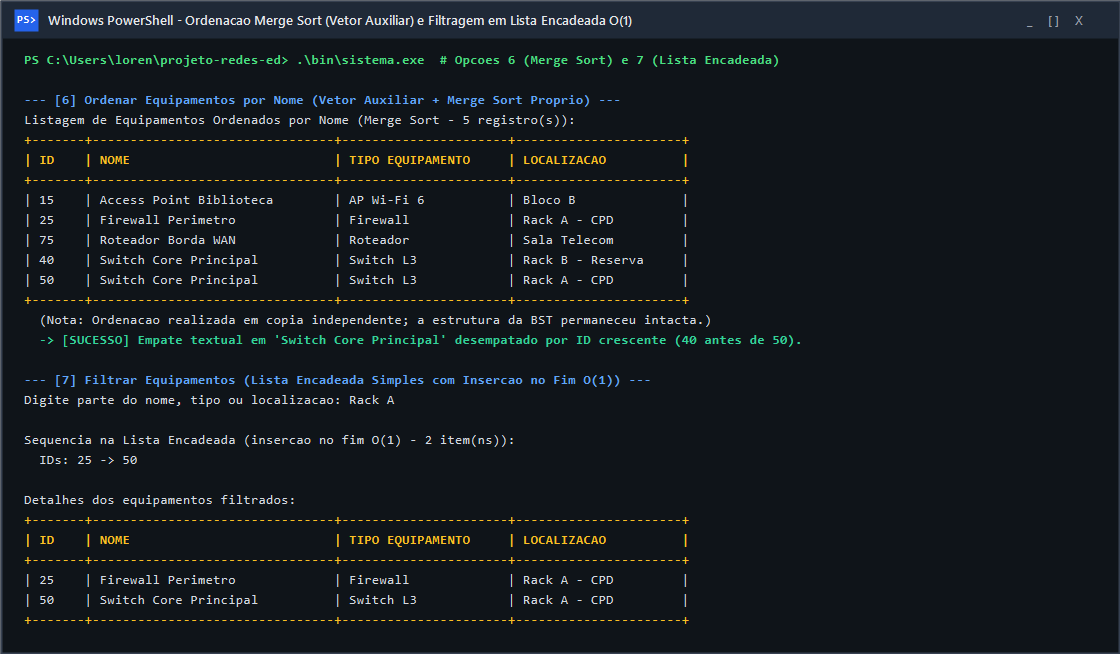 PS> Windows PowerShell - Ordenacao Merge Sort (Vetor Auxiliar) e Filtragem em Lista Encadeada O(1) _ [] X
PS C:\Users\loren\projeto-redes-ed> .\bin\sistema.exe  # Opcoes 6 (Merge Sort) e 7 (Lista Encadeada)
--- [6] Ordenar Equipamentos por Nome (Vetor Auxiliar + Merge Sort Proprio) ---
Listagem de Equipamentos Ordenados por Nome (Merge Sort - 5 registro(s)):
+-------+--------------------------------+----------------------+----------------------+
| ID    | NOME                           | TIPO EQUIPAMENTO     | LOCALIZACAO          |
+-------+--------------------------------+----------------------+----------------------+
| 15    | Access Point Biblioteca        | AP Wi-Fi 6           | Bloco B              |
| 25    | Firewall Perimetro             | Firewall             | Rack A - CPD         |
| 75    | Roteador Borda WAN             | Roteador             | Sala Telecom         |
| 40    | Switch Core Principal          | Switch L3            | Rack B - Reserva     |
| 50    | Switch Core Principal          | Switch L3            | Rack A - CPD         |
+-------+--------------------------------+----------------------+----------------------+
  (Nota: Ordenacao realizada em copia independente; a estrutura da BST permaneceu intacta.)
  -> [SUCESSO] Empate textual em 'Switch Core Principal' desempatado por ID crescente (40 antes de 50).
--- [7] Filtrar Equipamentos (Lista Encadeada Simples com Insercao no Fim O(1)) ---
Digite parte do nome, tipo ou localizacao: Rack A
Sequencia na Lista Encadeada (insercao no fim O(1) - 2 item(ns)):
  IDs: 25 -> 50
Detalhes dos equipamentos filtrados:
+-------+--------------------------------+----------------------+----------------------+
| ID    | NOME                           | TIPO EQUIPAMENTO     | LOCALIZACAO          |
+-------+--------------------------------+----------------------+----------------------+
| 25    | Firewall Perimetro             | Firewall             | Rack A - CPD         |
| 50    | Switch Core Principal          | Switch L3            | Rack A - CPD         |
+-------+--------------------------------+----------------------+----------------------+